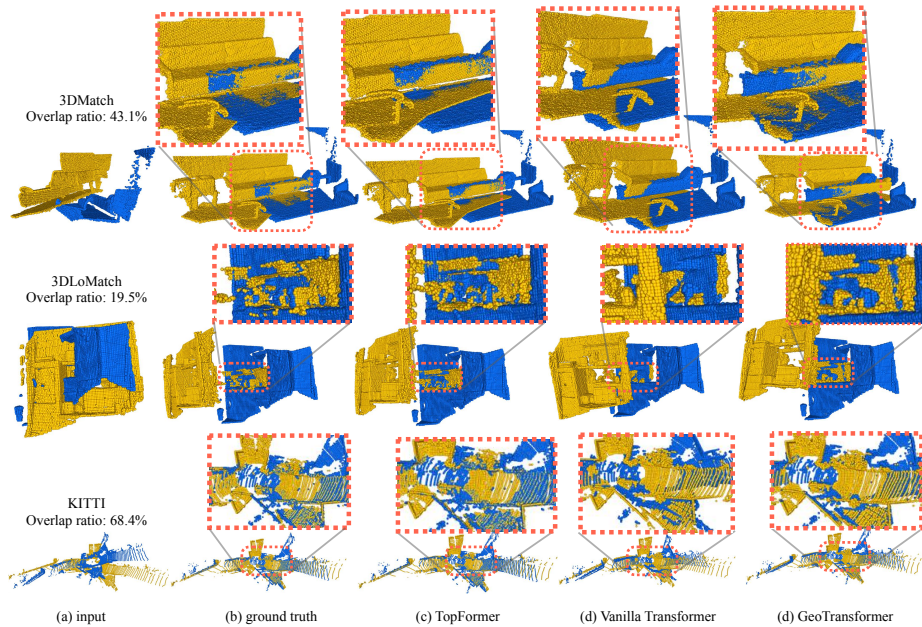 3DMatch
Overlap ratio: 43.1%
3DLoMatch
Overlap ratio: 19.5%
KITTI
Overlap ratio: 68.4%
(a) input
(b) ground truth
(c) TopFormer
(d) Vanilla Transformer
(d) GeoTransformer